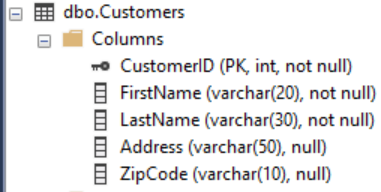 dbo.Customers
Columns
CustomerID (PK, int, not null)
FirstName (varchar(20), not null)
LastName (varchar(30), not null)
Address (varchar(50), null)
ZipCode (varchar(10), null)